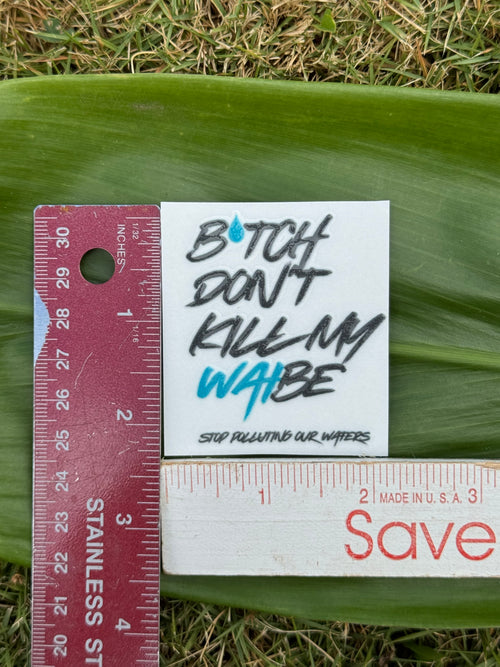 B TCH
DON'T
KILL MY
WAIBE
STOP POLLUTING OUR WATERS
INCHES
1/32
1/16
1
2
3
4
30
29
28
27
26
25
24
23
22
21
20
STAINLESS ST
1
2
MADE IN U.S.A.
3
Save